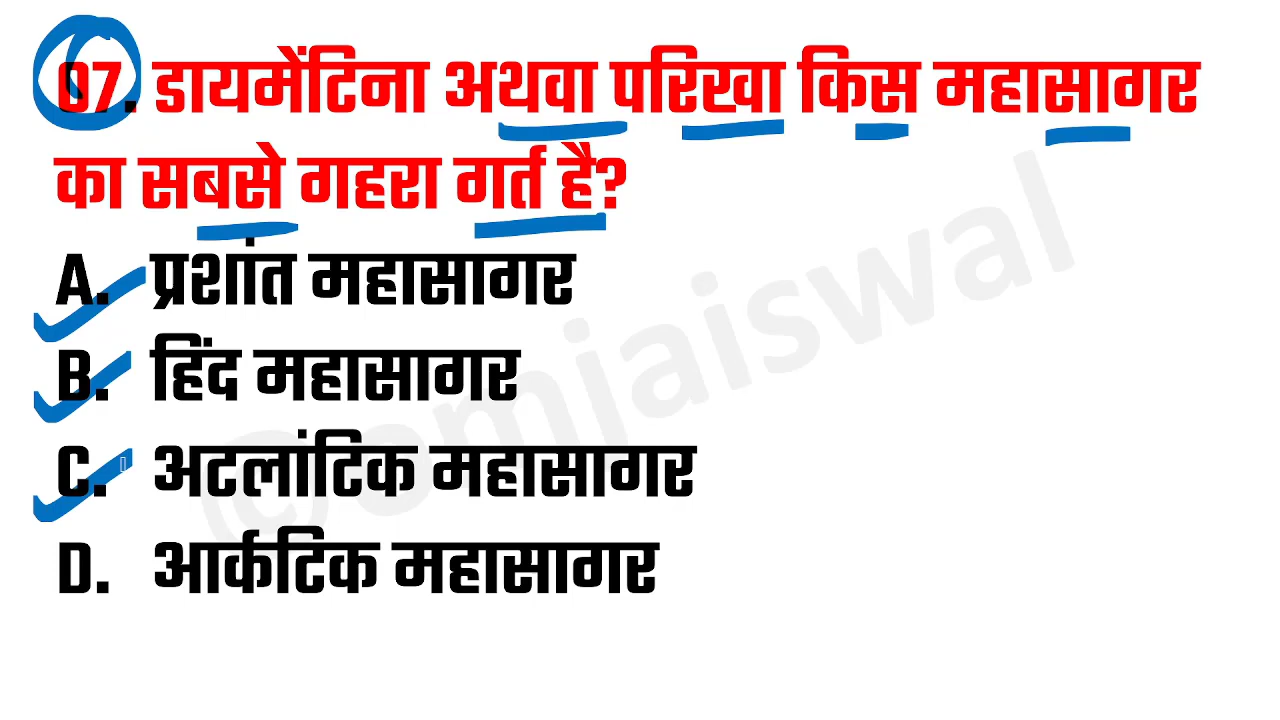 07. डायमेंटिना अथवा परिखा किस महासागर
का सबसे गहरा गर्त है?
A. प्रशांत महासागर
B. हिंद महासागर
C. अटलांटिक महासागर
D. आर्कटिक महासागर
©omjaiswal